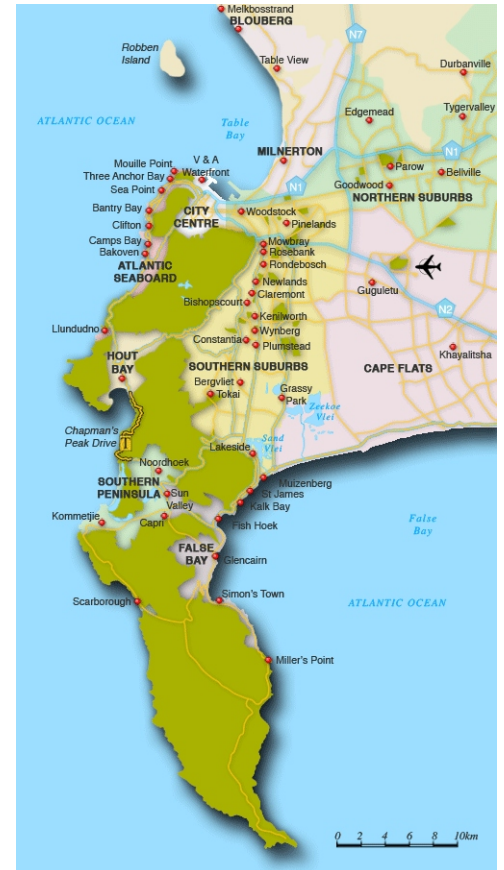 Melkbosstrand
BLOUBERG
N7
Robben
Island
Table View
Durbanville
ATLANTIC OCEAN
Table
Bay
Edgemead
Tygervalley
MILNERTON
N1
Mouille Point
V & A
Waterfront
Three Anchor Bay
Parow
Bellville
Sea Point
N1
Goodwood
NORTHERN SUBURBS
Bantry Bay
CITY
CENTRE
Woodstock
Clifton
Pinelands
Camps Bay
Mowbray
Bakoven
Rosebank
ATLANTIC
SEABOARD
Rondebosch
Newlands
Guguletu
Claremont
Bishopscourt
N2
Kenilworth
Llundudno
Wynberg
Constantia
Plumstead
Khayalitsha
HOUT
BAY
SOUTHERN SUBURBS
CAPE FLATS
Bergvliet
Tokai
Grassy
Park
Zeekoe
Vlei
Chapman's
Peak Drive
T
Sand
Vlei
Lakeside
Noordhoek
SOUTHERN
PENINSULA
Muizenberg
Sun
Valley
St James
Kalk Bay
Kommetjie
Capri
Fish Hoek
False
Bay
FALSE
BAY
Glencairn
Scarborough
Simon's Town
ATLANTIC OCEAN
Miller's Point
0 2 4 6 8 10km